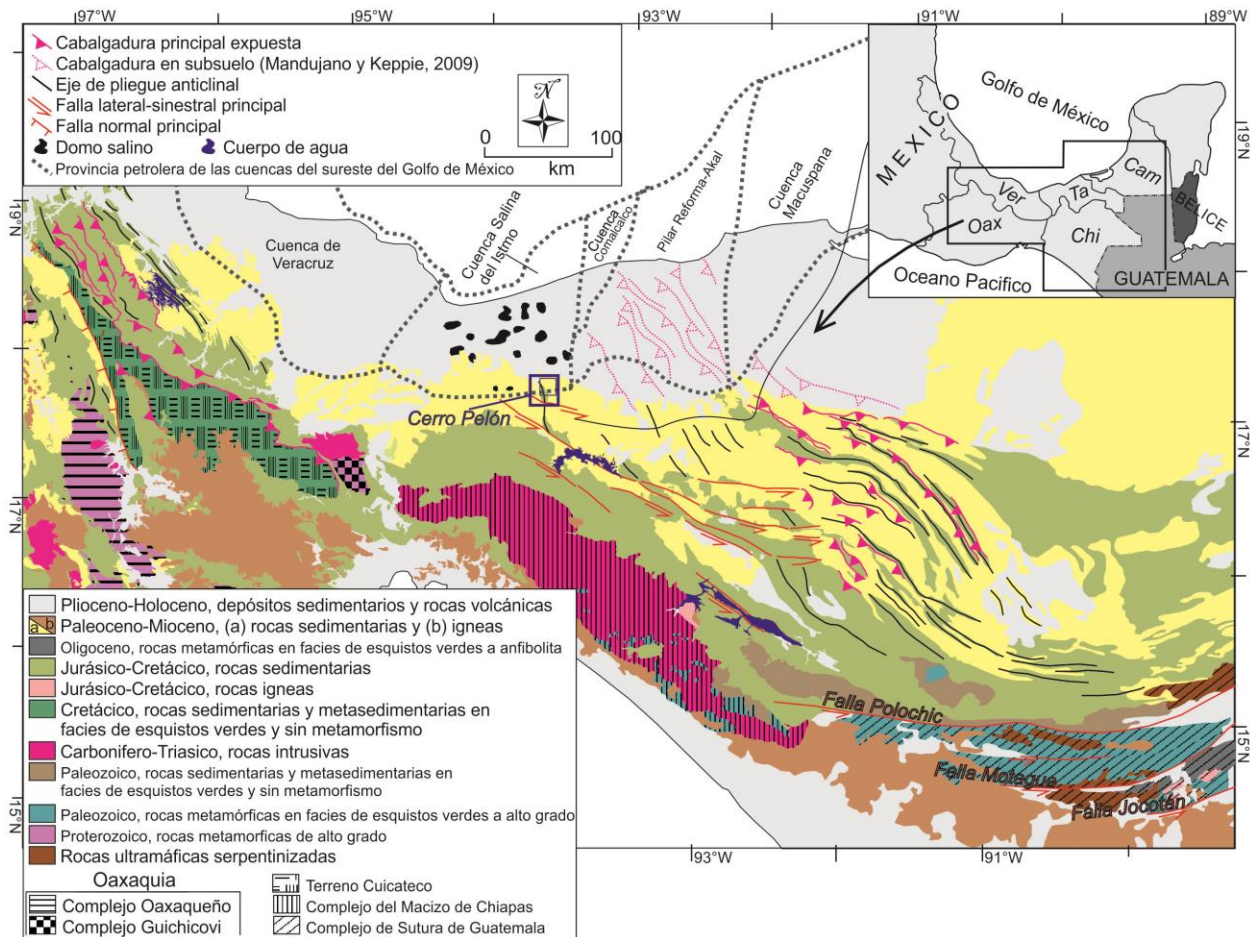 97°W
95°W
93°W
91°W
89°W
Cabalgadura principal expuesta
Cabalgadura en subsuelo (Mandujano y Keppie, 2009)
Eje de pliegue anticlinal
Falla lateral-sinestral principal
Falla normal principal
Domo salino
Cuerpo de agua
Provincia petrolera de las cuencas del sureste del Golfo de México
N
0 100
km
Golfo de México
MEXICO
Ver
Ta
Cam
Oax
Chi
BELICE
GUATEMALA
Oceano Pacifico
19°N
19°N
Cuenca de
Veracruz
Cuenca Salina
del Istmo
Cuenca
Comalcalco
Pilar Reforma-Akal
Cuenca
Macuspana
Cerro Pelón
17°N
17°N
Plioceno-Holoceno, depósitos sedimentarios y rocas volcánicas
a b
Paleoceno-Mioceno, (a) rocas sedimentarias y (b) igneas
Oligoceno, rocas metamórficas en facies de esquistos verdes a anfibolita
Jurásico-Cretácico, rocas sedimentarias
Jurásico-Cretácico, rocas igneas
Cretácico, rocas sedimentarias y metasedimentarias en
facies de esquistos verdes y sin metamorfismo
Carbonifero-Triasico, rocas intrusivas
Paleozoico, rocas sedimentarias y metasedimentarias en
facies de esquistos verdes y sin metamorfismo
Paleozoico, rocas metamórficas en facies de esquistos verdes a alto grado
Proterozoico, rocas metamorficas de alto grado
Rocas ultramáficas serpentinizadas
Oaxaquia
Complejo Oaxaqueño
Complejo Guichicovi
Terreno Cuicateco
Complejo del Macizo de Chiapas
Complejo de Sutura de Guatemala
Falla Polochic
Falla Motagua
Falla Jocotán
15°N
15°N
93°W
91°W